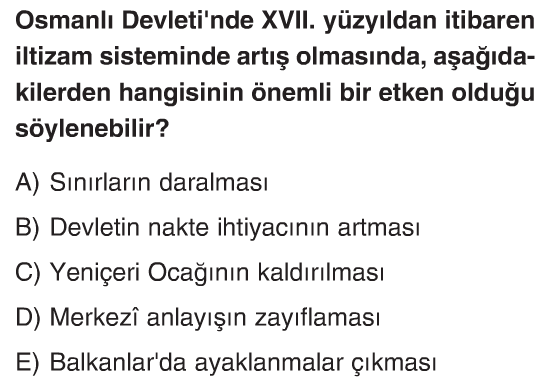 Osmanlı Devleti'nde XVII. yüzyıldan itibaren
iltizam sisteminde artış olmasında, aşağıda-
kilerden hangisinin önemli bir etken olduğu
söylenebilir?
A) Sınırların daralması
B) Devletin nakte ihtiyacının artması
C) Yeniçeri Ocağının kaldırılması
D) Merkezî anlayışın zayıflaması
E) Balkanlar'da ayaklanmalar çıkması